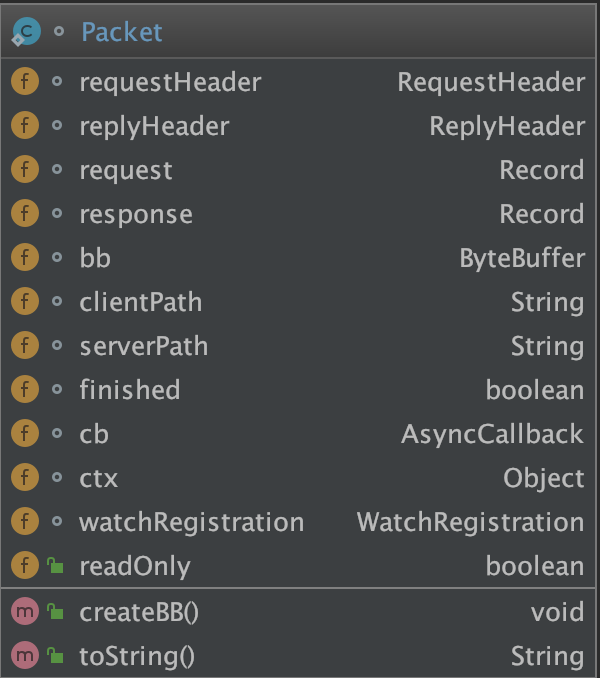 C Packet
f requestHeader RequestHeader
f replyHeader ReplyHeader
f request Record
f response Record
f bb ByteBuffer
f clientPath String
f serverPath String
f finished boolean
f cb AsyncCallback
f ctx Object
f watchRegistration WatchRegistration
f readOnly boolean
m createBB() void
m toString() String